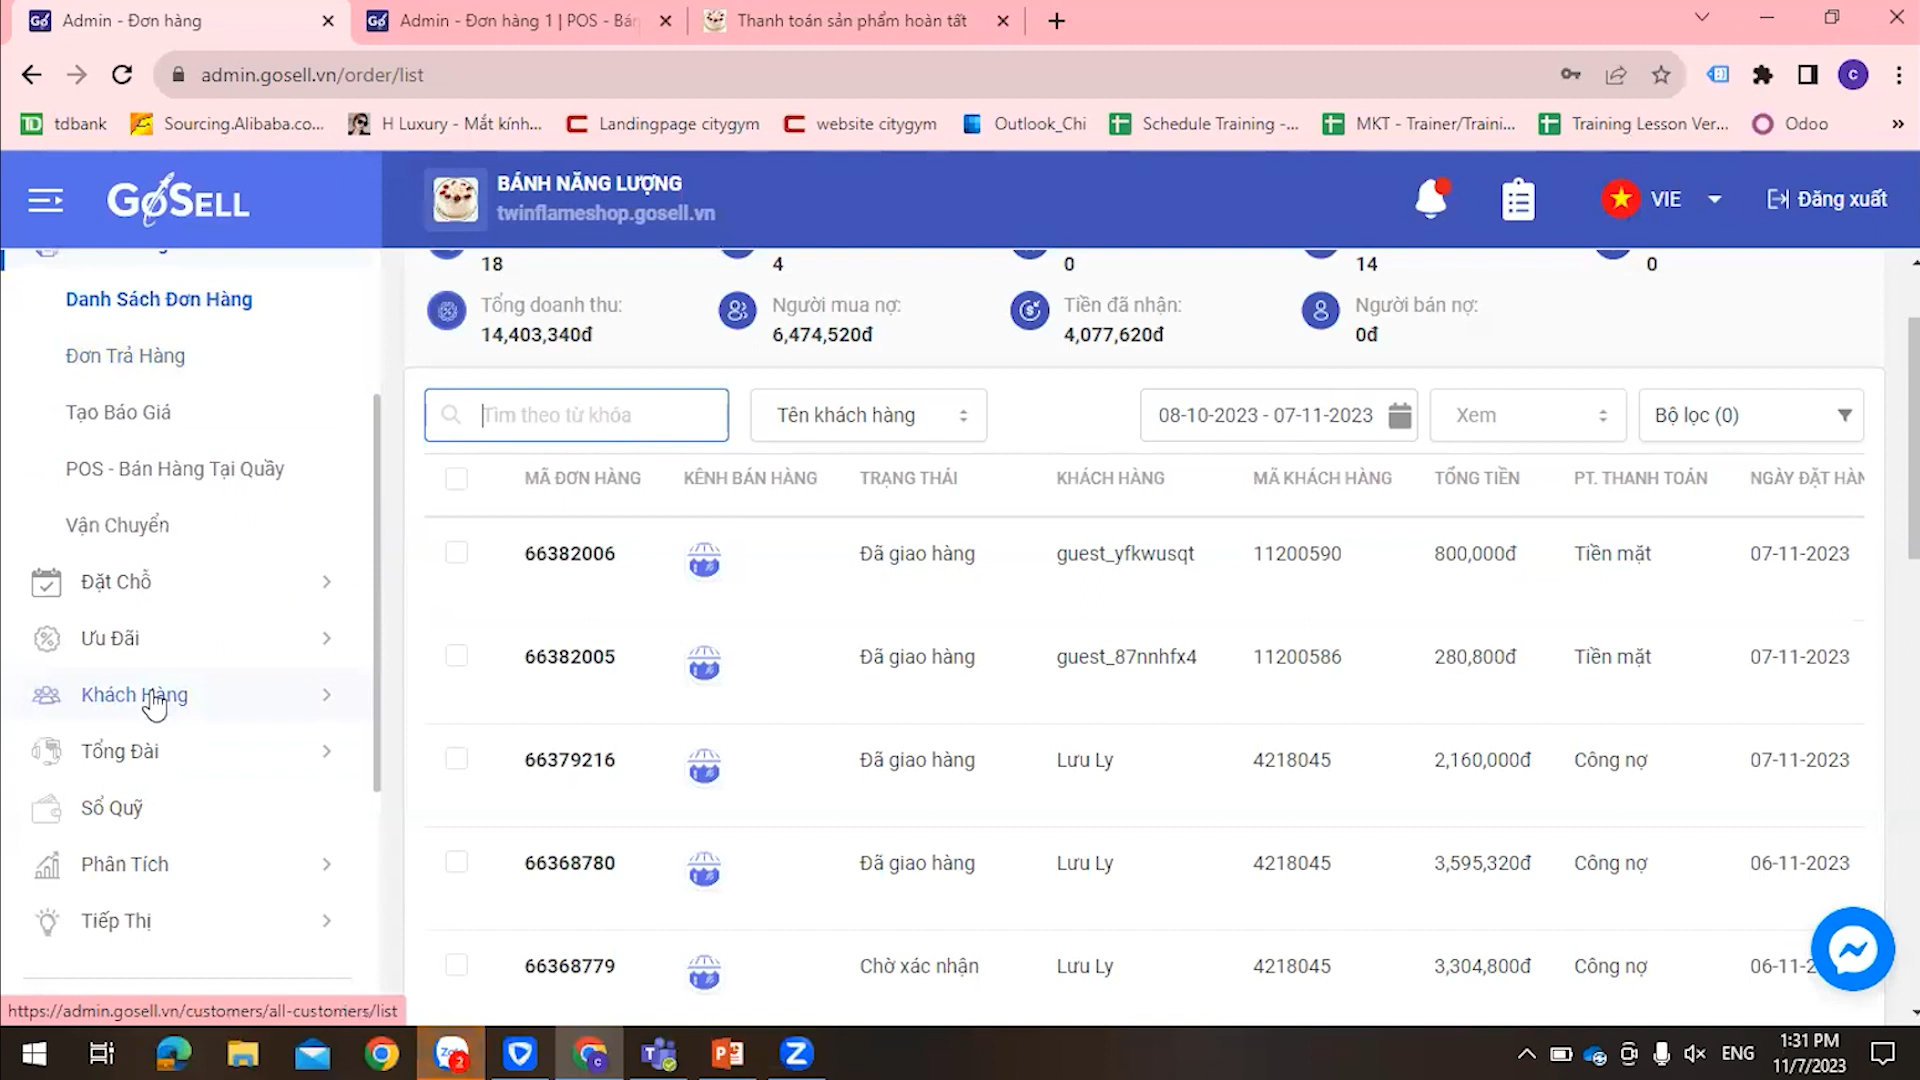 Admin - Đơn hàng
Admin - Đơn hàng 1 | POS - Bán
Thanh toán sản phẩm hoàn tất
admin.gosell.vn/order/list
C
tdbank
Sourcing.Alibaba.co...
H Luxury - Mắt kính...
Landingpage citygym
website citygym
Outlook_Chi
Schedule Training -...
MKT - Trainer/Traini...
Training Lesson Ver...
Odoo
»
GOSELL
BÁNH NĂNG LƯỢNG
twinflameshop.gosell.vn
VIE
Đăng xuất
18
4
0
14
0
Danh Sách Đơn Hàng
Đơn Trả Hàng
Tạo Báo Giá
POS - Bán Hàng Tại Quầy
Vận Chuyển
Đặt Chỗ
Ưu Đãi
Khách Hàng
Tổng Đài
Sổ Quỹ
Phân Tích
Tiếp Thị
Tổng doanh thu:
14,403,340đ
Người mua nợ:
6,474,520đ
Tiền đã nhận:
4,077,620đ
Người bán nợ:
0đ
Tìm theo từ khóa
Tên khách hàng
08-10-2023 - 07-11-2023
Xem
Bộ lọc (0)
MÃ ĐƠN HÀNG KÊNH BÁN HÀNG TRẠNG THÁI KHÁCH HÀNG MÃ KHÁCH HÀNG TỔNG TIỀN PT. THANH TOÁN NGÀY ĐẶT HÀN
66382006 Đã giao hàng guest_yfkwusqt 11200590 800,000đ Tiền mặt 07-11-2023
66382005 Đã giao hàng guest_87nnhfx4 11200586 280,800đ Tiền mặt 07-11-2023
66379216 Đã giao hàng Lưu Ly 4218045 2,160,000đ Công nợ 07-11-2023
66368780 Đã giao hàng Lưu Ly 4218045 3,595,320đ Công nợ 06-11-2023
66368779 Chờ xác nhận Lưu Ly 4218045 3,304,800đ Công nợ 06-11-2
https://admin.gosell.vn/customers/all-customers/list
ENG
1:31 PM
11/7/2023